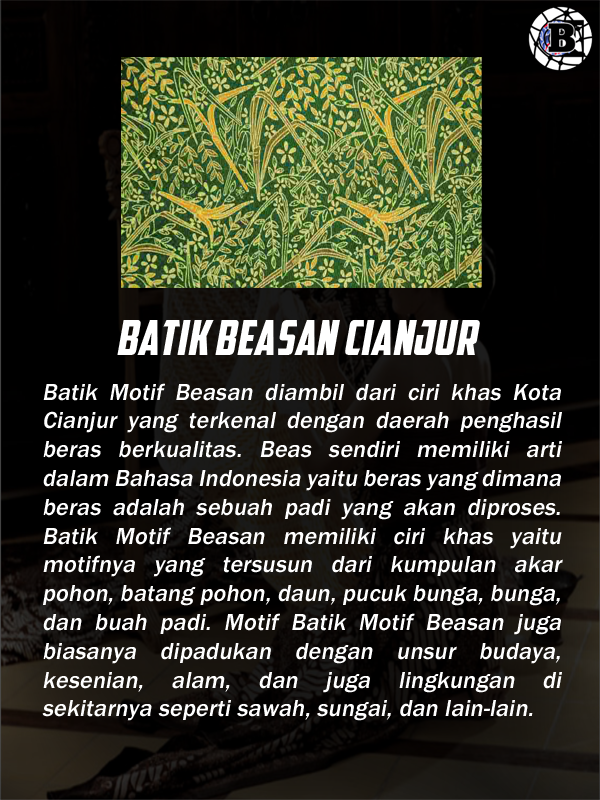 BE
BATIK BEASAN CIANJUR
Batik Motif Beasan diambil dari ciri khas Kota
Cianjur yang terkenal dengan daerah penghasil
beras berkualitas. Beas sendiri memiliki arti
dalam Bahasa Indonesia yaitu beras yang dimana
beras adalah sebuah padi yang akan diproses.
Batik Motif Beasan memiliki ciri khas yaitu
motifnya yang tersusun dari kumpulan akar
pohon, batang pohon, daun, pucuk bunga, bunga,
dan buah padi. Motif Batik Motif Beasan juga
biasanya dipadukan dengan unsur budaya,
kesenian, alam, dan juga lingkungan di
sekitarnya seperti sawah, sungai, dan lain-lain.